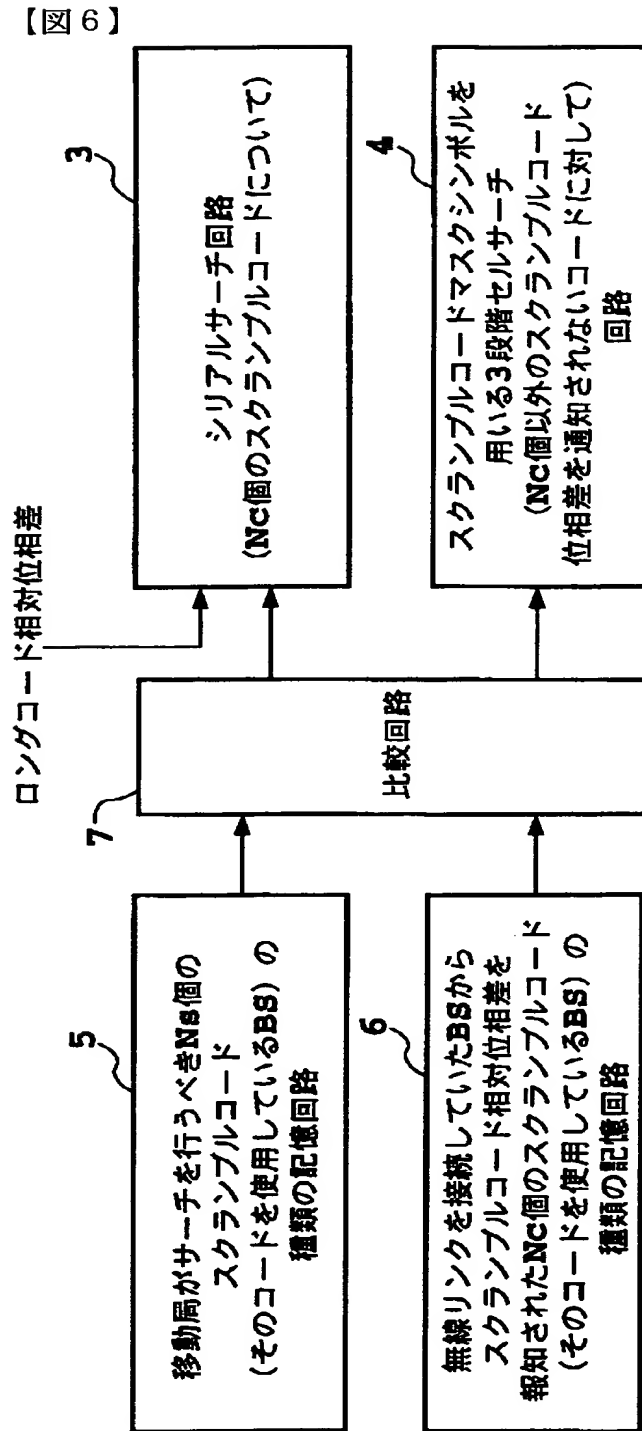 【図６】
ロングコード相対位相差
5
移動局がサーチを行うべきNs個の
スクランブルコード
(そのコードを使用しているBS) の
種類の記憶回路
6
無線リンクを接続していたBSから
スクランブルコード相対位相差を
報知されたNc個のスクランブルコード
(そのコードを使用しているBS) の
種類の記憶回路
7
比較回路
3
シリアルサーチ回路
(Nc個のスクランブルコードについて)
4
スクランブルコードマスクシンボルを
用いる3段階セルサーチ
(Nc個以外のスクランブルコード
位相差を通知されないコードに対して)
回路